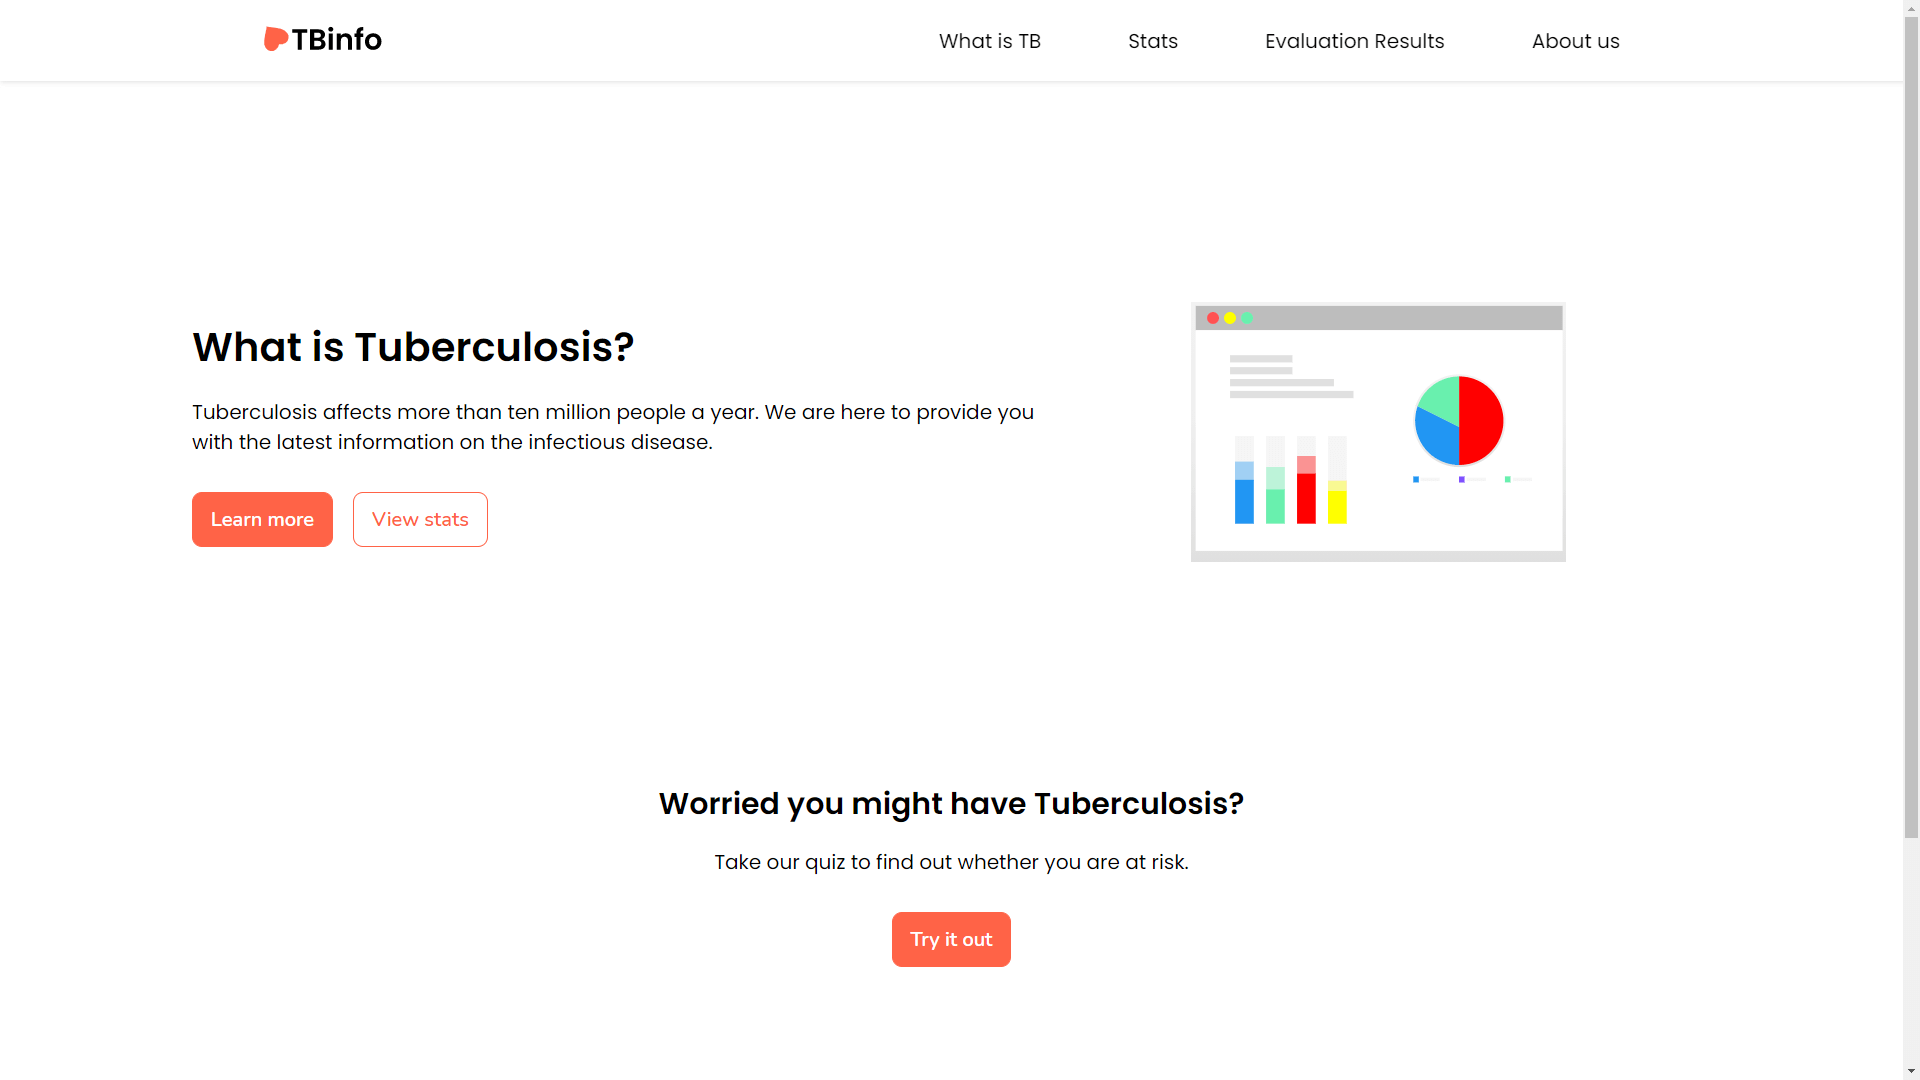 TBinfo
What is TB
Stats
Evaluation Results
About us
What is Tuberculosis?
Tuberculosis affects more than ten million people a year. We are here to provide you
with the latest information on the infectious disease.
Learn more
View stats
Worried you might have Tuberculosis?
Take our quiz to find out whether you are at risk.
Try it out